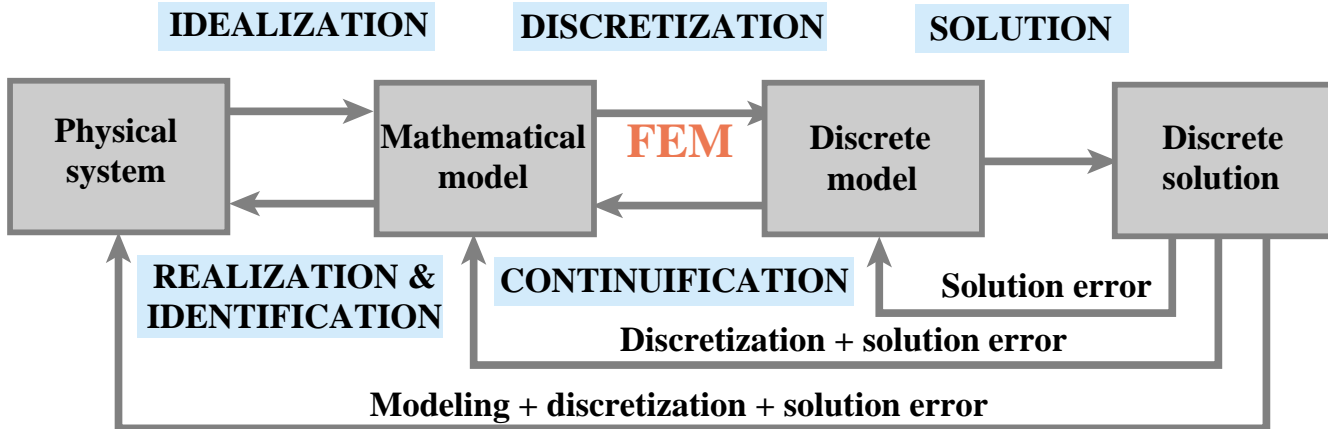 IDEALIZATION
DISCRETIZATION
SOLUTION
Physical
system
Mathematical
model
FEM
Discrete
model
Discrete
solution
REALIZATION &
IDENTIFICATION
CONTINUIFICATION
Solution error
Discretization + solution error
Modeling + discretization + solution error